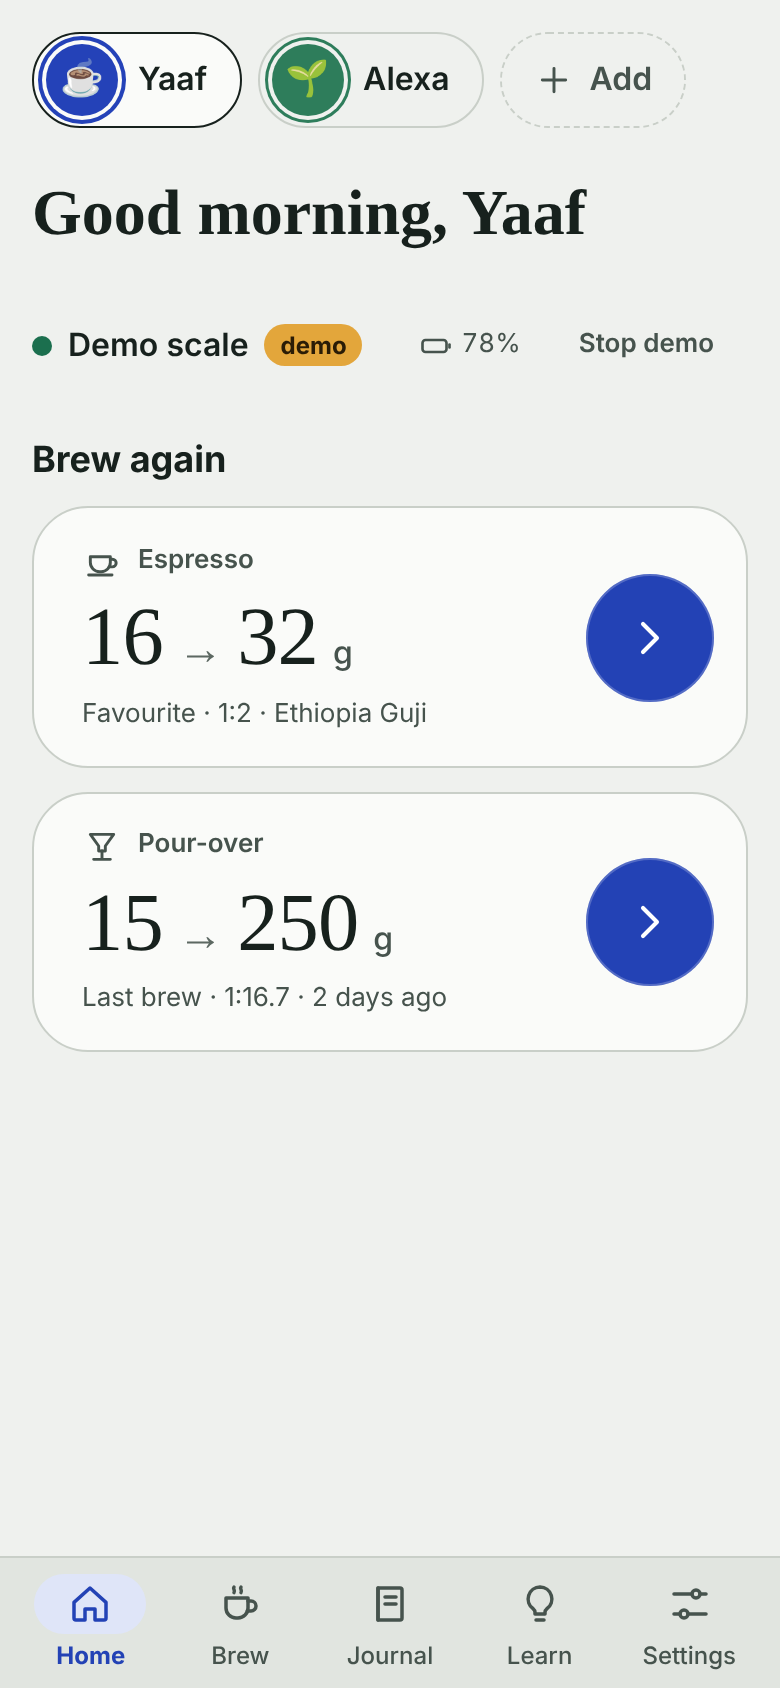 Yaaf
Alexa
Add
Good morning, Yaaf
Demo scale demo 78% Stop demo
Brew again
Espresso
16 → 32 g
Favourite · 1:2 · Ethiopia Guji
Pour-over
15 → 250 g
Last brew · 1:16.7 · 2 days ago
Home Brew Journal Learn Settings